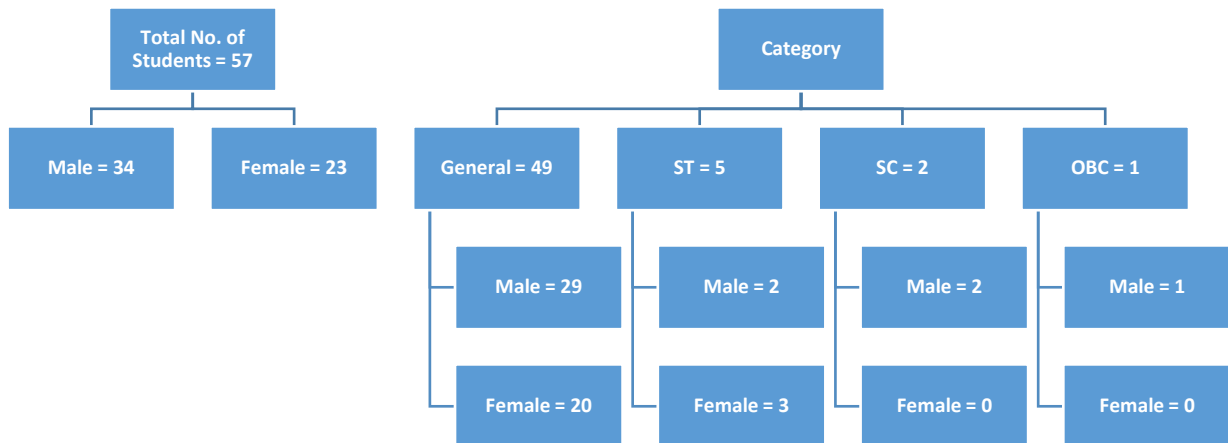 Total No. of
Students = 57
Category
Male = 34
Female = 23
General = 49
ST = 5
SC = 2
OBC = 1
Male = 29
Male = 2
Male = 2
Male = 1
Female = 20
Female = 3
Female = 0
Female = 0